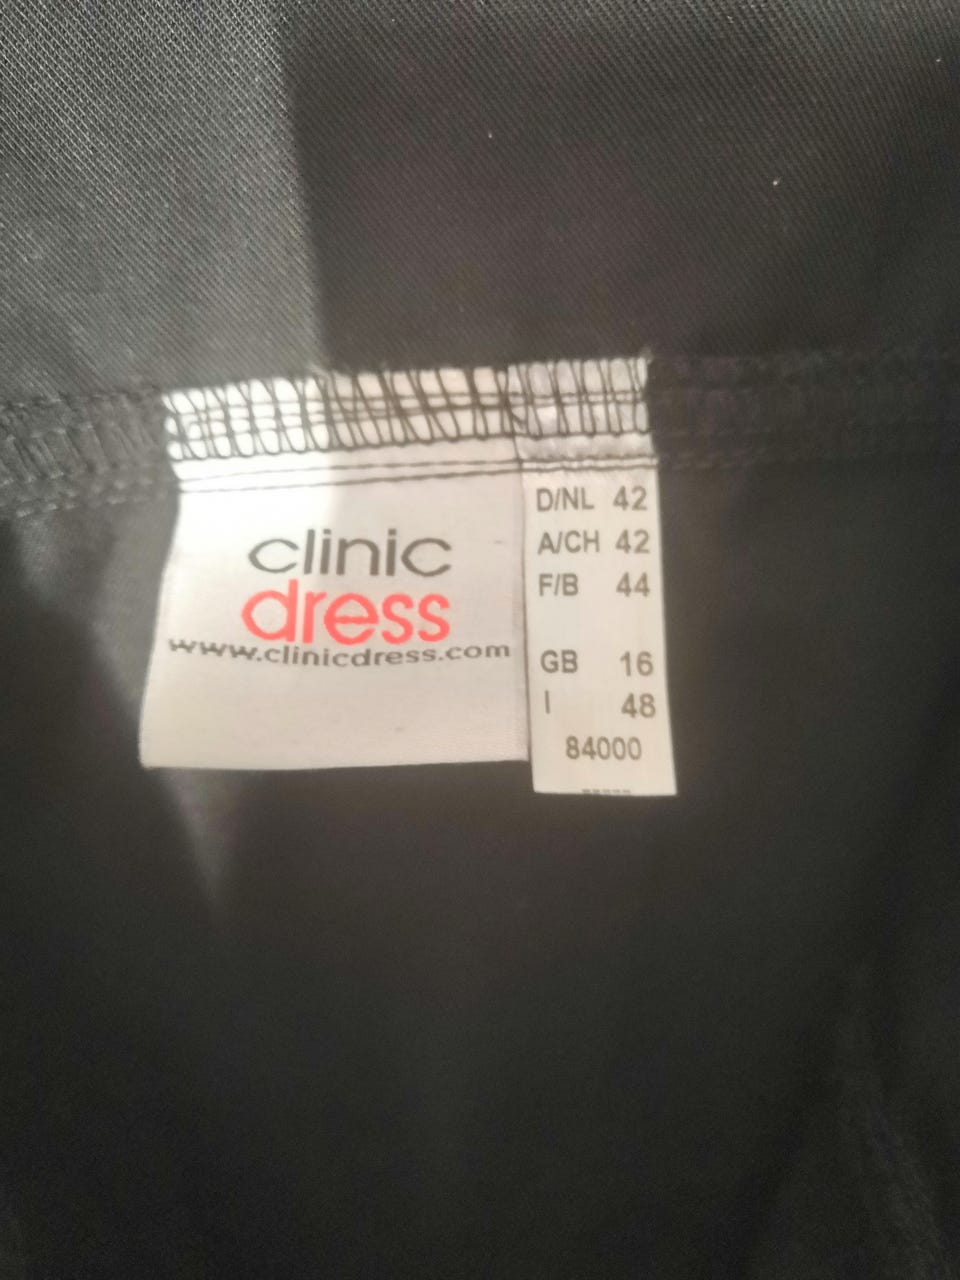 clinic
dress
www.clinicdress.com
D/NL 42
A/CH 42
F/B 44
GB 16
I 48
84000